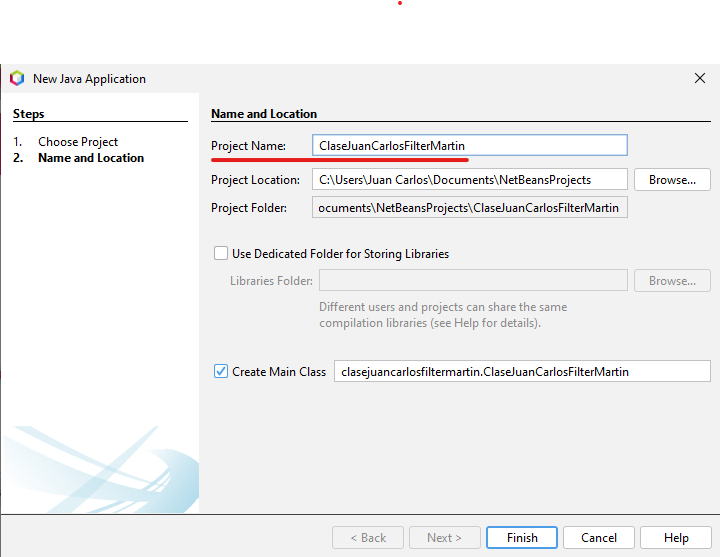 New Java Application
Steps
1. Choose Project
2. Name and Location
Name and Location
Project Name: ClaseJuanCarlosFilterMartin
Project Location: C:\Users\Juan Carlos\Documents\NetBeansProjects Browse...
Project Folder: ocuments\NetBeansProjects\ClaseJuanCarlosFilterMartin
Use Dedicated Folder for Storing Libraries
Libraries Folder: Browse...
Different users and projects can share the same
compilation libraries (see Help for details).
Create Main Class clasejuancarlosfiltermartin.ClaseJuanCarlosFilterMartin
< Back Next > Finish Cancel Help